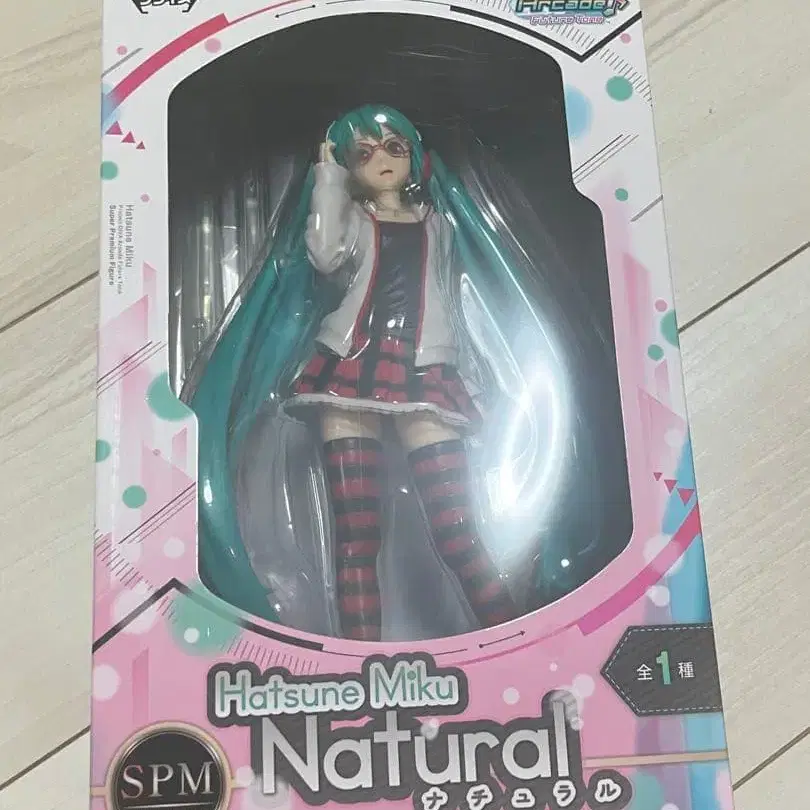 Arcade
Future Tone
Hatsune Miku
Project DIVA Arcade Future Tone
Super Premium Figure
全1種
Hatsune Miku
Natural
ナチュラル
SPM